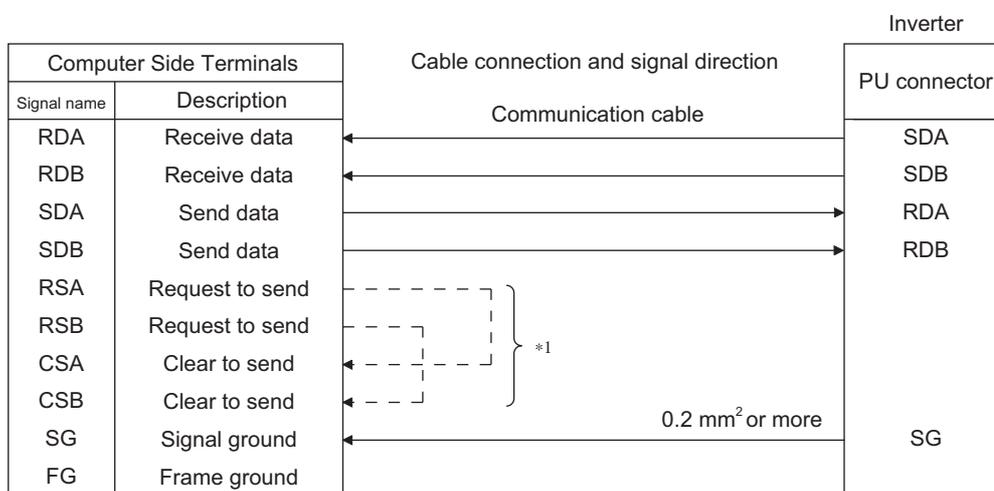 Inverter
Computer Side Terminals
Cable connection and signal direction
PU connector
Signal name Description
Communication cable
RDA Receive data SDA
RDB Receive data SDB
SDA Send data RDA
SDB Send data RDB
RSA Request to send
RSB Request to send
*1
CSA Clear to send
CSB Clear to send
0.2 mm² or more
SG Signal ground SG
FG Frame ground